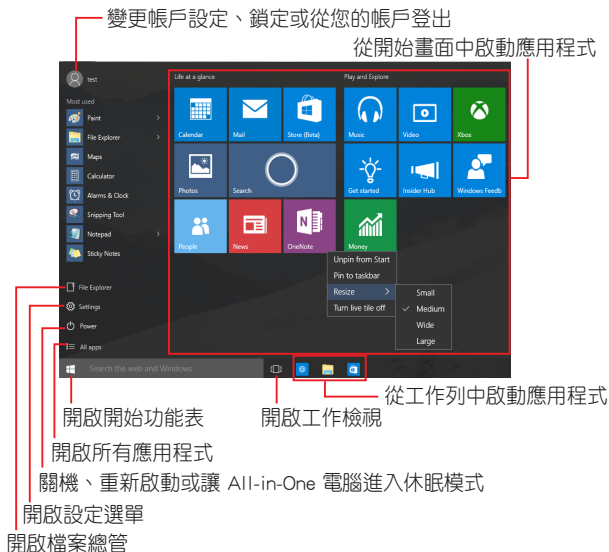 變更帳戶設定、鎖定或從您的帳戶登出
從開始畫面中啟動應用程式
test
Life at a glance
Play and Explore
Most used
Paint
File Explorer
Maps
Calculator
Alarms & Clock
Snipping Tool
Notepad
Sticky Notes
File Explorer
Settings
Power
All apps
Search the web and Windows
Calendar
Mail
Store (Beta)
Music
Video
Xbox
Photos
Search
Get started
Insider Hub
Windows Feedb
People
News
OneNote
Money
Unpin from Start
Pin to taskbar
Resize
Turn live tile off
Small
Medium
Wide
Large
從工作列中啟動應用程式
開啟開始功能表
開啟工作檢視
開啟所有應用程式
關機、重新啟動或讓 All-in-One 電腦進入休眠模式
開啟設定選單
開啟檔案總管